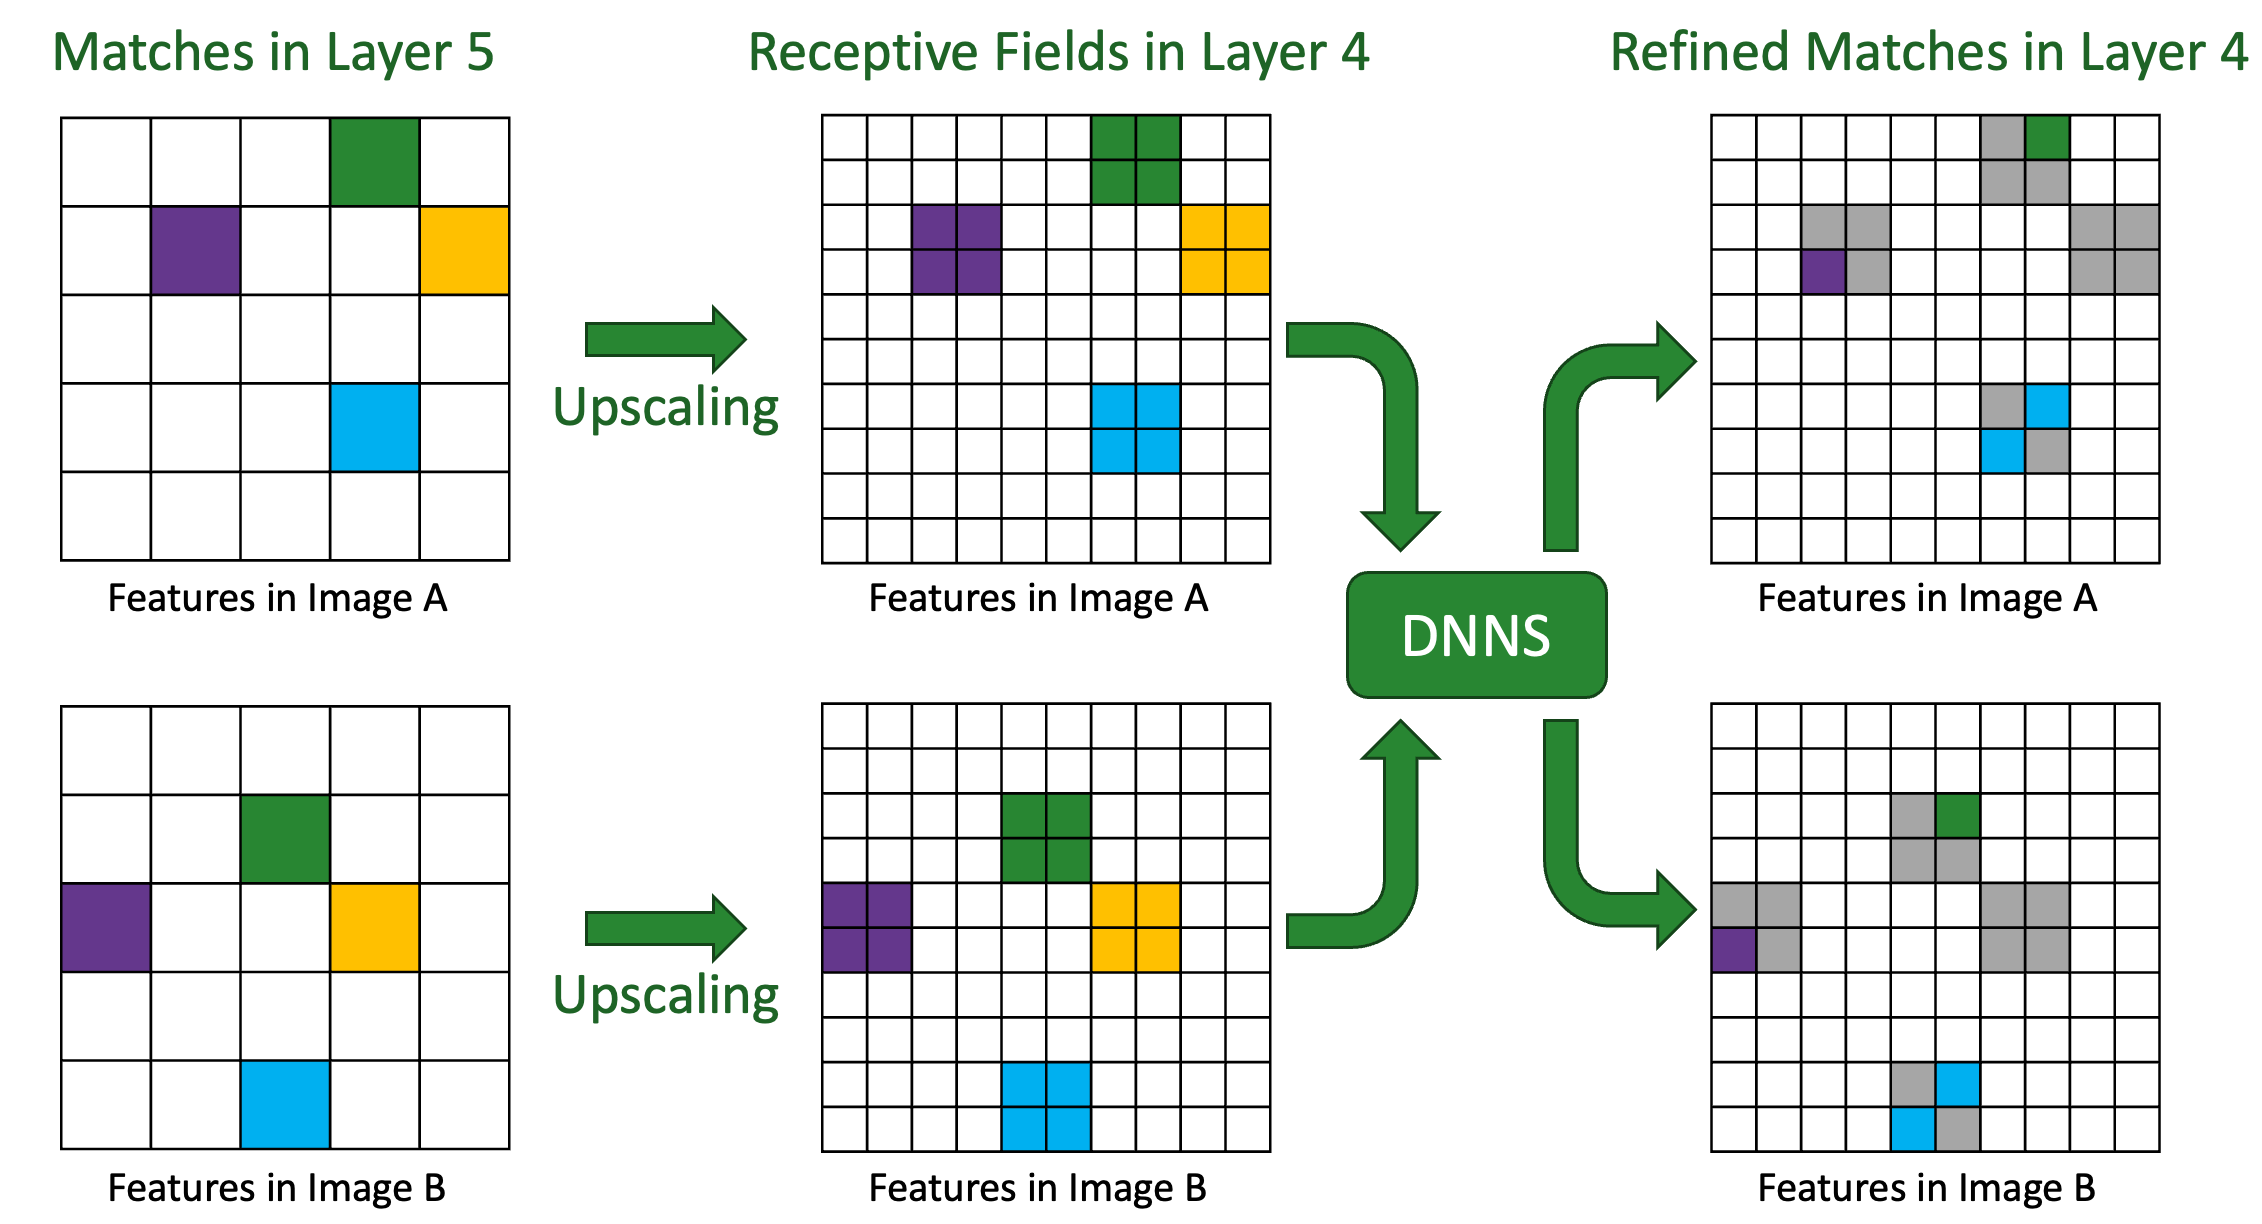 Matches in Layer 5
Receptive Fields in Layer 4
Refined Matches in Layer 4
Upscaling
Features in Image A
Features in Image A
Features in Image A
DNNS
Upscaling
Features in Image B
Features in Image B
Features in Image B